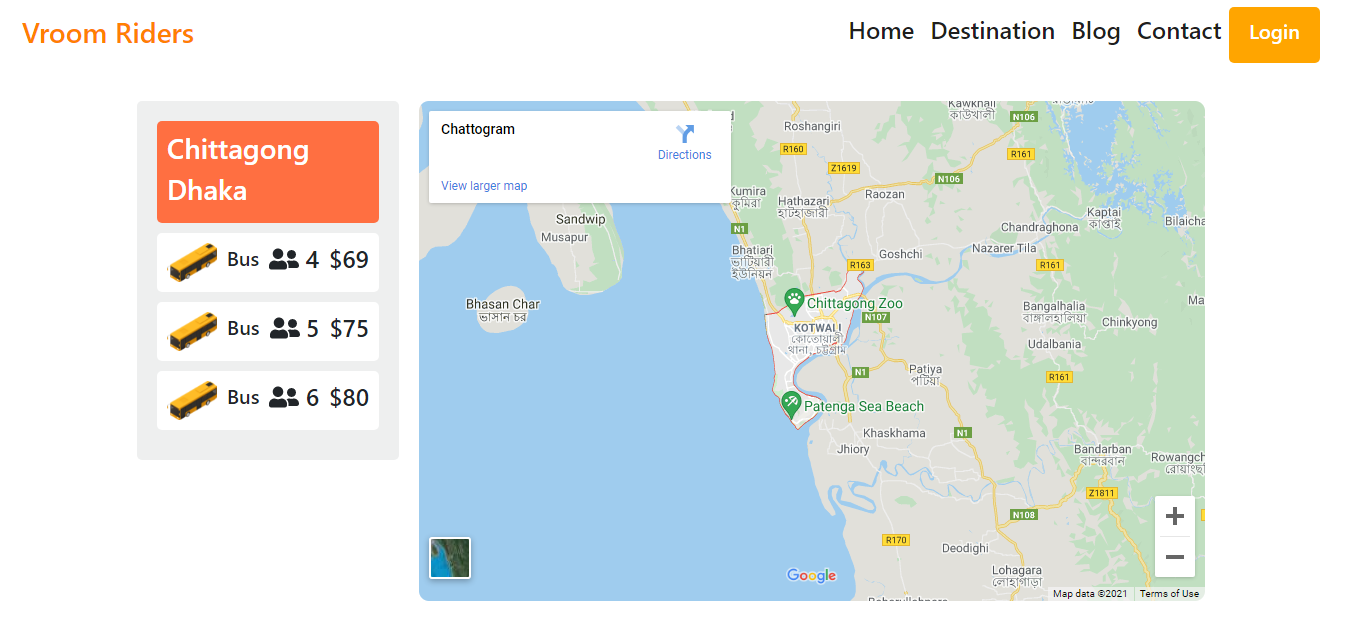 Vroom Riders
Home Destination Blog Contact Login
Chittagong
Dhaka
Bus 4 $69
Bus 5 $75
Bus 6 $80
Chattogram
Directions
View larger map
কাউখালী
N106
Roshangiri
R160
R161
Z1619
N106
Kumira
কুমিরা
Hathazari
হাটহাজারী
Raozan
Sandwip
Musapur
N1
Kaptai
কাপ্তাই
Chandraghona
Bhatiari
ভাটিয়ারী
ইউনিয়ন
Goshchi
Nazarer Tila
R163
R161
Bhasan Char
ভাসান চর
Chittagong Zoo
N107
Bangalhalia
বাঙ্গালহালিয়া
Chinkyong
KOTWALI
কোতোয়ালী
থানা, চট্টগ্রাম
Udalbania
N1
Patiya
পটিয়া
R161
Patenga Sea Beach
Khaskhama
N1
Jhiory
Bandarban
বান্দরবান
Z1811
N108
R170
Deodighi
Lohagara
লোহাগাড়া
Google
Map data ©2021 Terms of Use